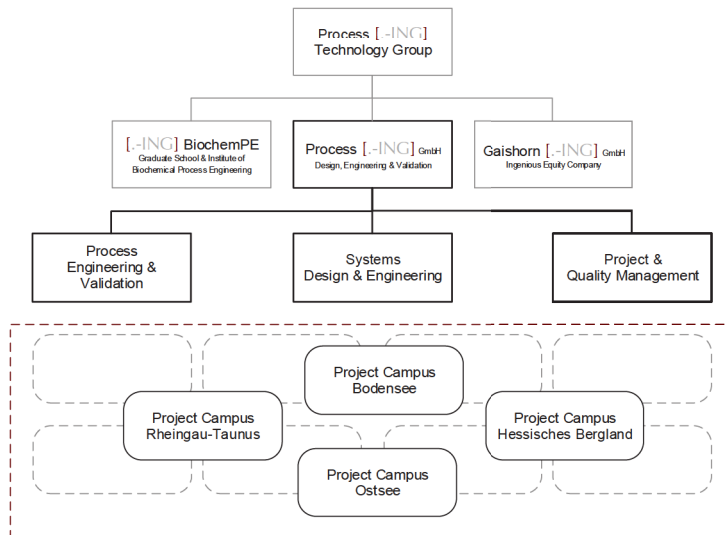 Process [.-ING]
Technology Group
[.-ING] BiochemPE
Graduate School & Institute of
Biochemical Process Engineering
Process [.-ING] GmbH
Design, Engineering & Validation
Gaishorn [.-ING] GmbH
Ingenious Equity Company
Process
Engineering &
Validation
Systems
Design & Engineering
Project &
Quality Management
Project Campus
Bodensee
Project Campus
Rheingau-Taunus
Project Campus
Hessisches Bergland
Project Campus
Ostsee